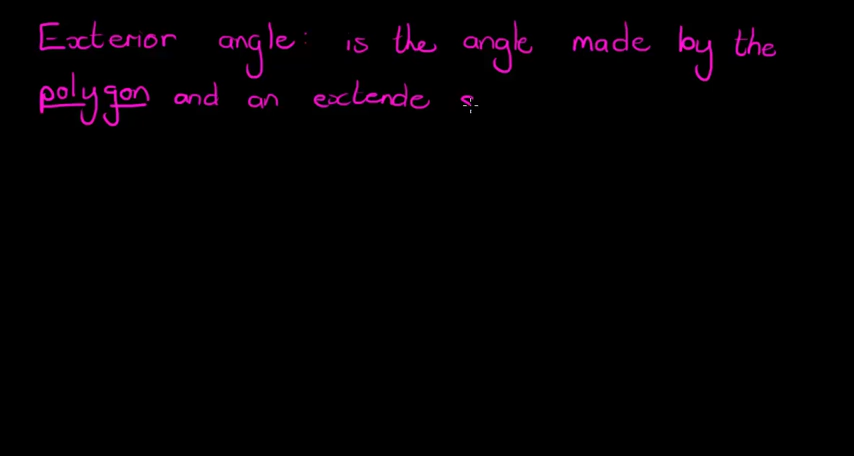 Exterior angle: is the angle made by the
polygon and an extende s